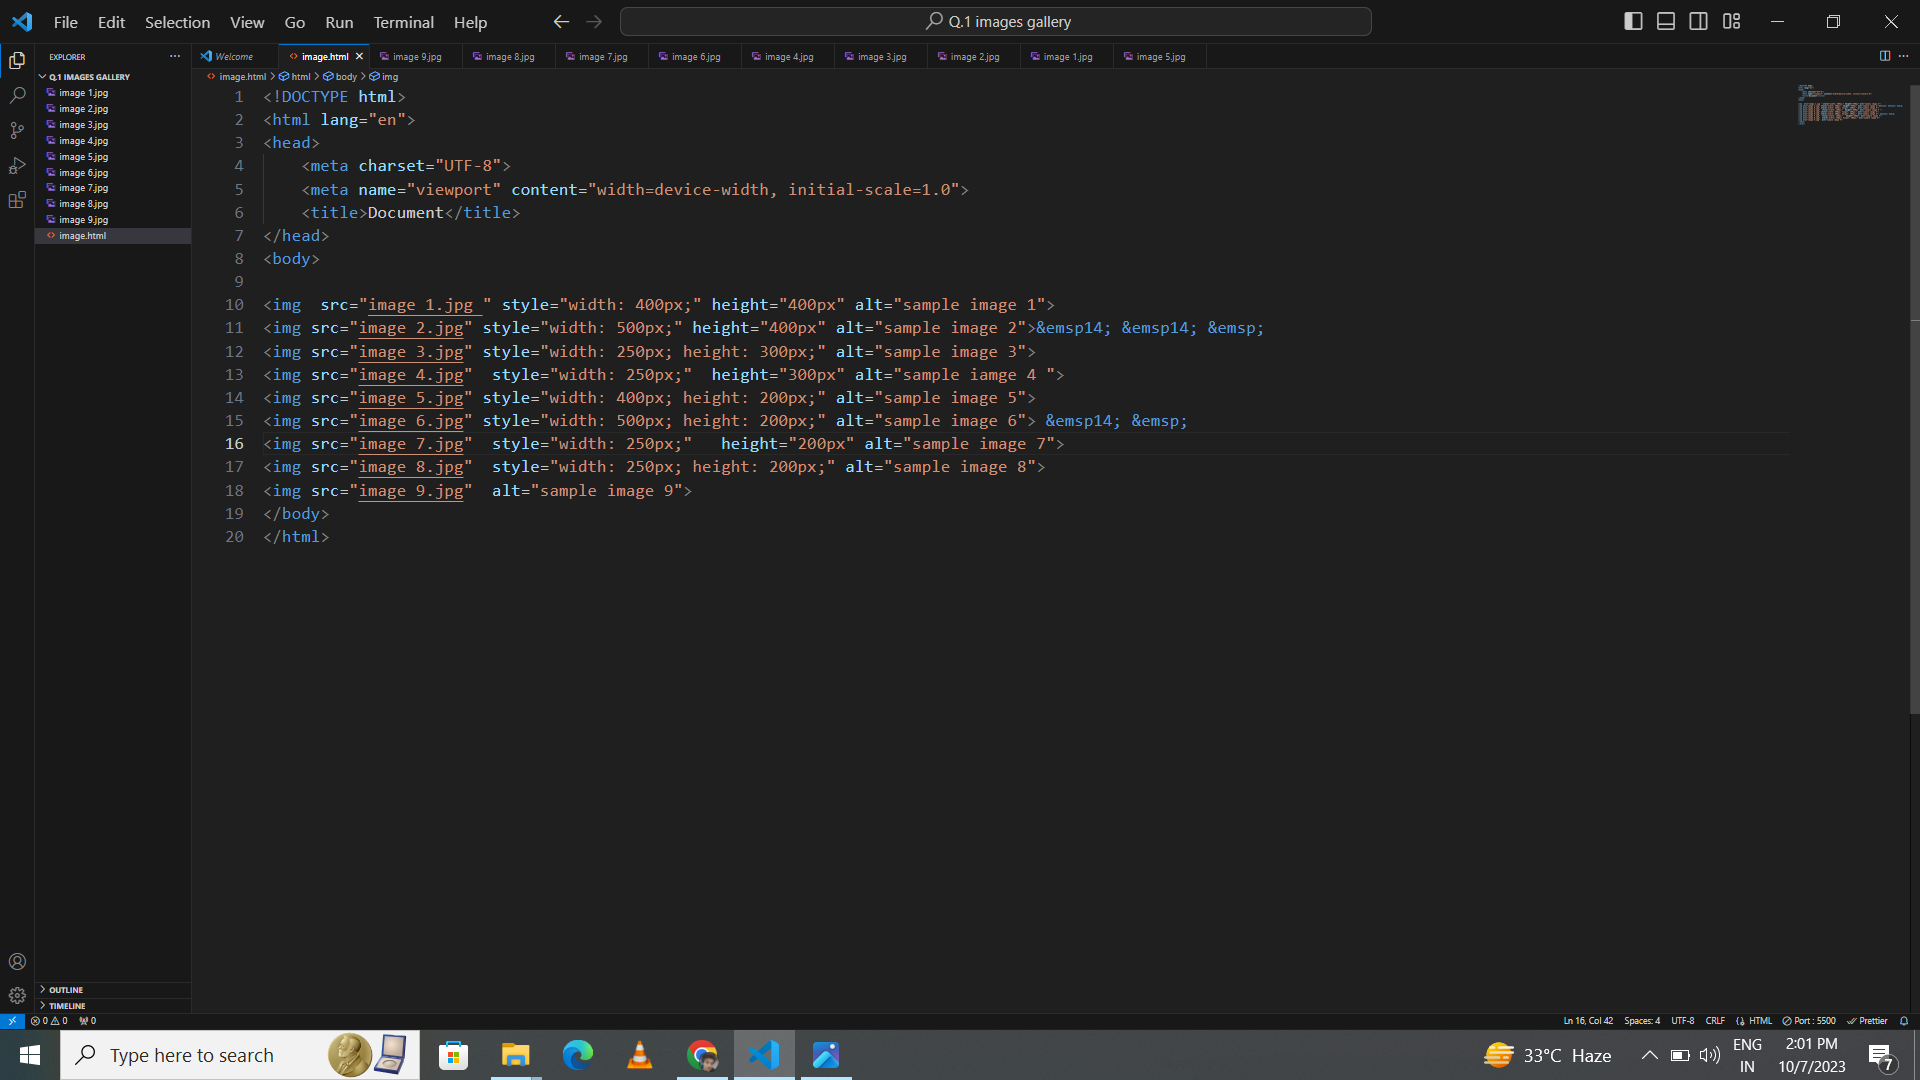 File Edit Selection View Go Run Terminal Help Q.1 images gallery
EXPLORER
Welcome image.html image 9.jpg image 8.jpg image 7.jpg image 6.jpg image 4.jpg image 3.jpg image 2.jpg image 1.jpg image 5.jpg
Q.1 IMAGES GALLERY
image 1.jpg
image 2.jpg
image 3.jpg
image 4.jpg
image 5.jpg
image 6.jpg
image 7.jpg
image 8.jpg
image 9.jpg
image.html
image.html > html > body > img
1 <!DOCTYPE html>
2 <html lang="en">
3 <head>
4     <meta charset="UTF-8">
5     <meta name="viewport" content="width=device-width, initial-scale=1.0">
6     <title>Document</title>
7 </head>
8 <body>
9
10 <img  src="image 1.jpg " style="width: 400px;" height="400px" alt="sample image 1">
11 <img src="image 2.jpg" style="width: 500px;" height="400px" alt="sample image 2">&emsp14; &emsp14; &emsp;
12 <img src="image 3.jpg" style="width: 250px; height: 300px;" alt="sample image 3">
13 <img src="image 4.jpg"  style="width: 250px;"  height="300px" alt="sample iamge 4 ">
14 <img src="image 5.jpg" style="width: 400px; height: 200px;" alt="sample image 5">
15 <img src="image 6.jpg" style="width: 500px; height: 200px;" alt="sample image 6"> &emsp14; &emsp;
16 <img src="image 7.jpg"  style="width: 250px;"   height="200px" alt="sample image 7">
17 <img src="image 8.jpg"  style="width: 250px; height: 200px;" alt="sample image 8">
18 <img src="image 9.jpg"  alt="sample image 9">
19 </body>
20 </html>
OUTLINE
TIMELINE
0 0 0 Ln 16, Col 42 Spaces: 4 UTF-8 CRLF HTML Port : 5500 Prettier
Type here to search 33°C Haze ENG IN 2:01 PM 10/7/2023 7